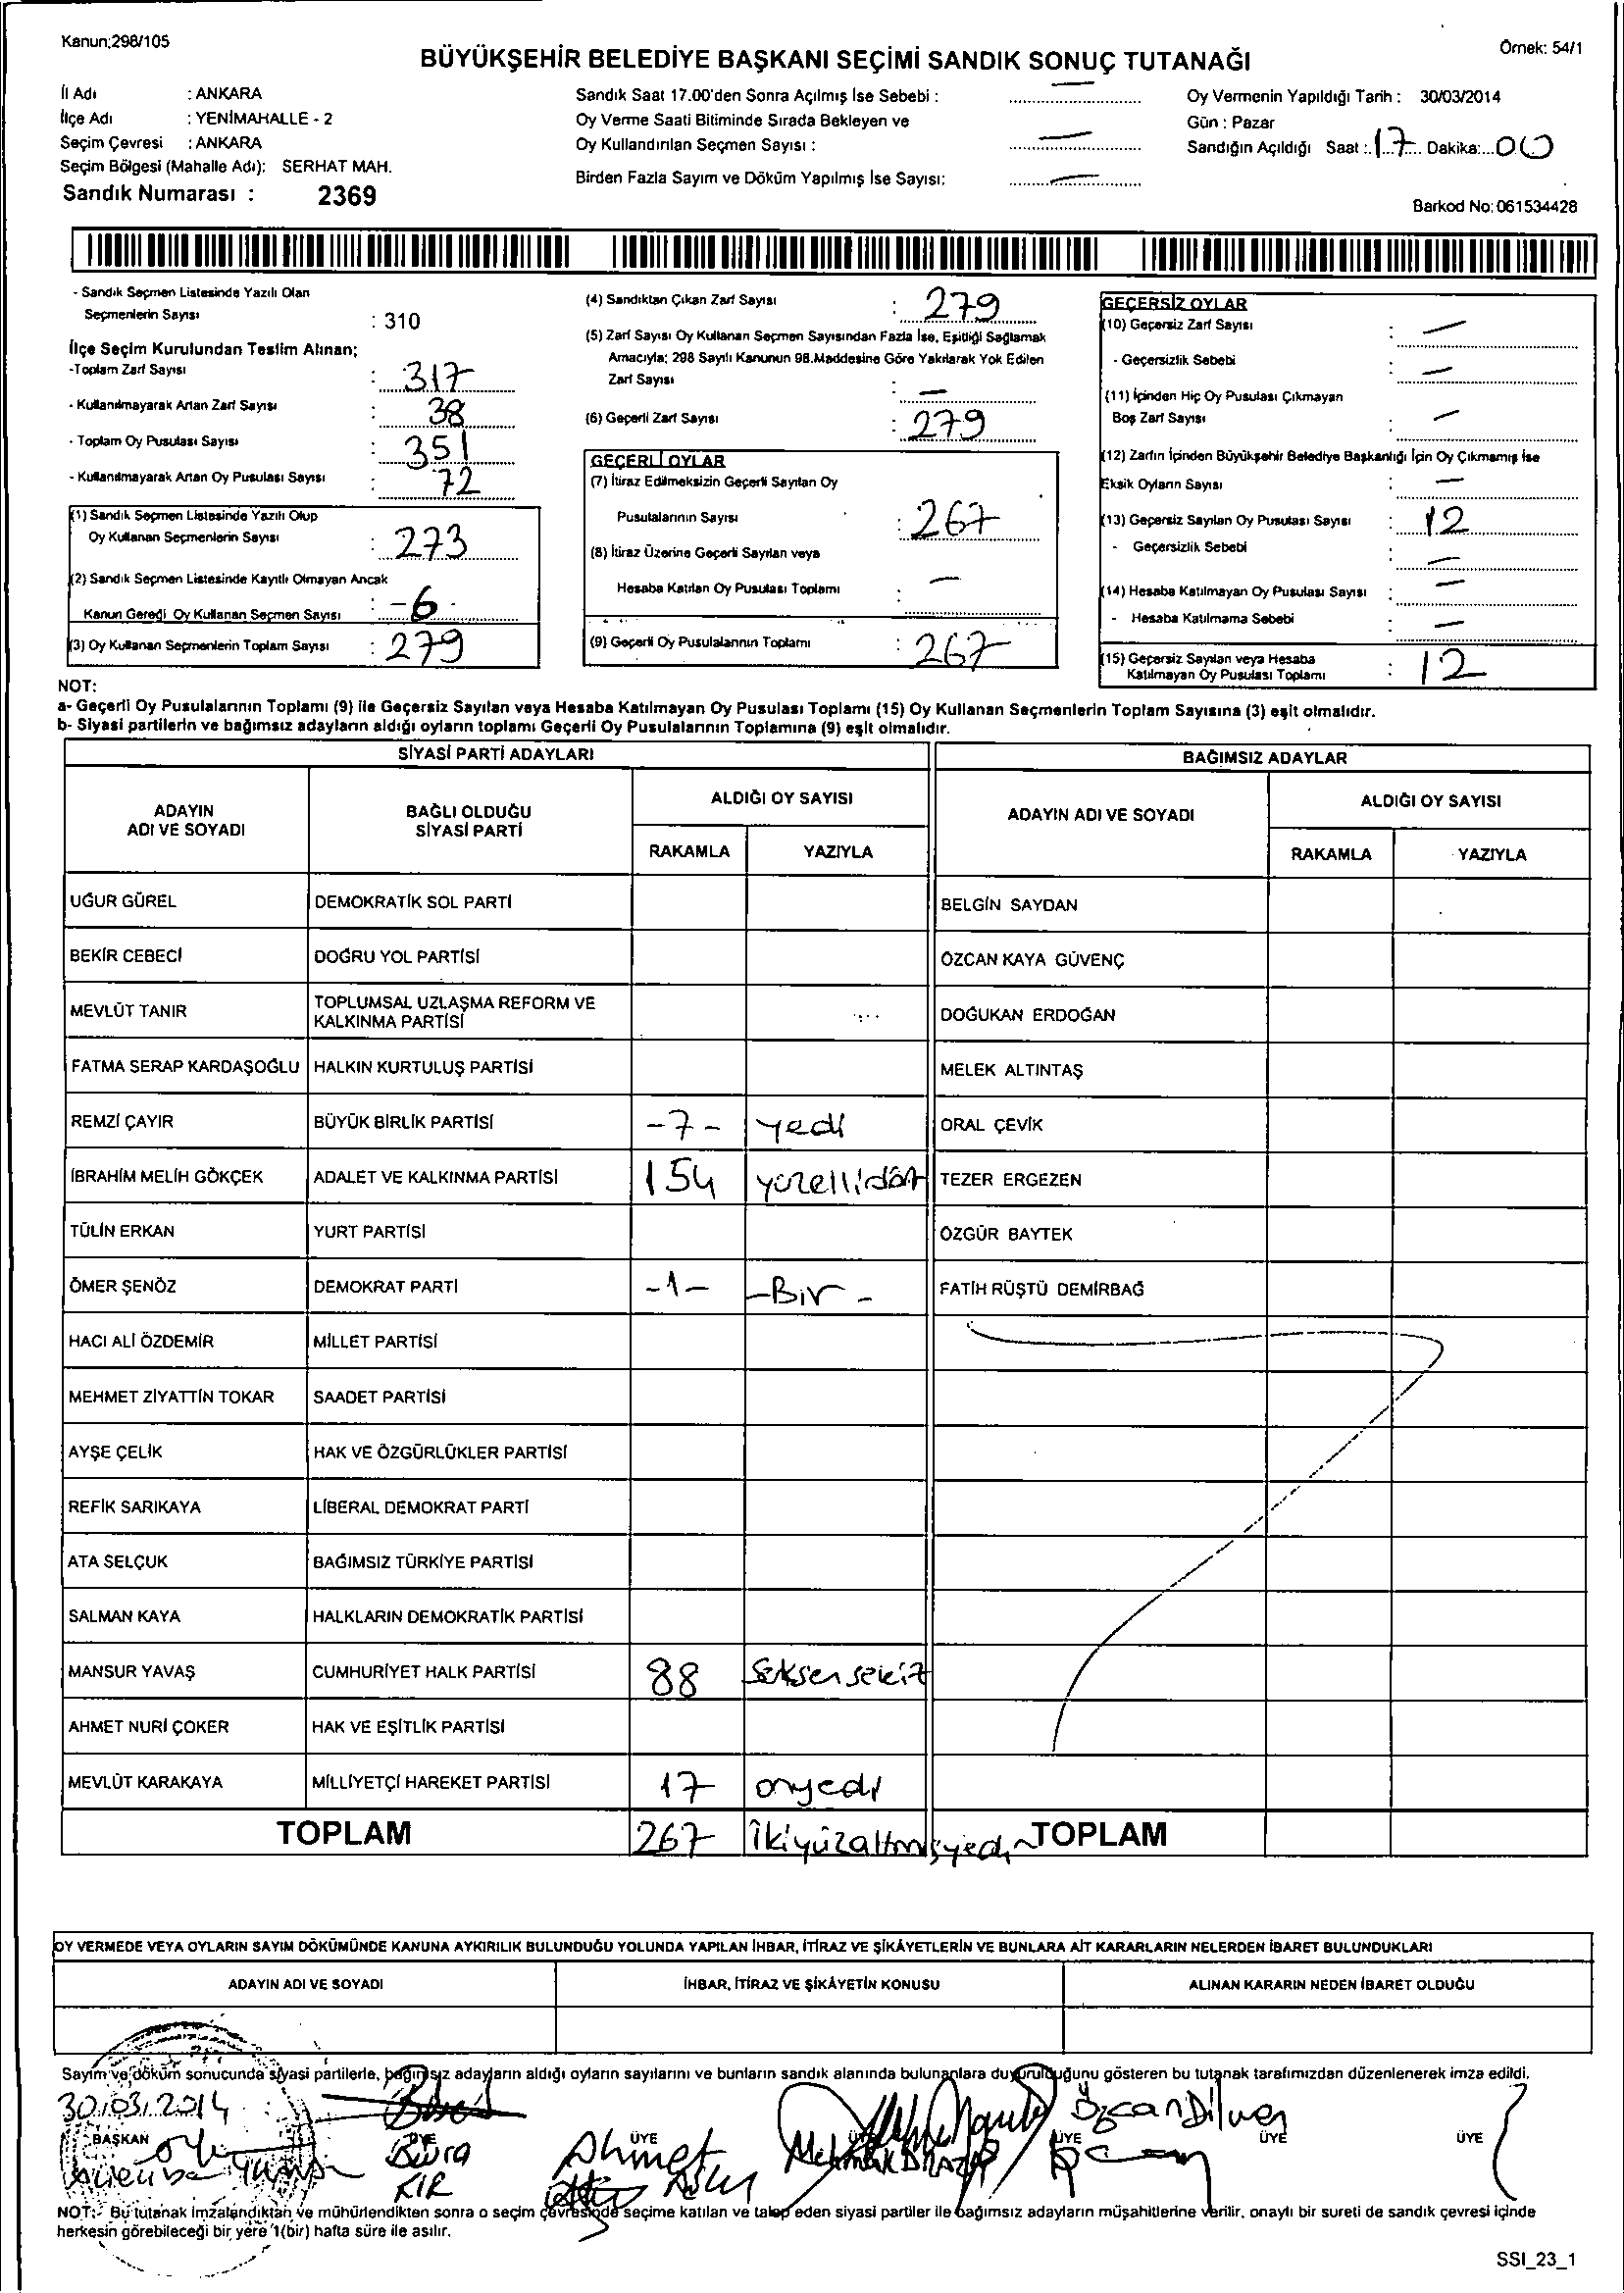 Kanun;298/105
Örnek: 54/1
BÜYÜKŞEHİR BELEDİYE BAŞKANI SEÇİMİ SANDIK SONUÇ TUTANAĞI
İl Adı : ANKARA
İlçe Adı : YENİMAHALLE - 2
Seçim Çevresi : ANKARA
Seçim Bölgesi (Mahalle Adı): SERHAT MAH.
Sandık Numarası : 2369
Sandık Saat 17.00'den Sonra Açılmış İse Sebebi : —
Oy Verme Saati Bitiminde Sırada Bekleyen ve
Oy Kullandırılan Seçmen Sayısı : —
Birden Fazla Sayım ve Döküm Yapılmış İse Sayısı: —
Oy Vermenin Yapıldığı Tarih : 30/03/2014
Gün : Pazar
Sandığın Açıldığı Saat : 17 Dakika: 00
Barkod No: 061534428
- Sandık Seçmen Listesinde Yazılı Olan
Seçmenlerin Sayısı : 310
İlçe Seçim Kurulundan Teslim Alınan;
-Toplam Zarf Sayısı : 317
- Kullanılmayarak Artan Zarf Sayısı : 38
- Toplam Oy Pusulası Sayısı : 351
- Kullanılmayarak Artan Oy Pusulası Sayısı : 72
(1) Sandık Seçmen Listesinde Yazılı Olup
Oy Kullanan Seçmenlerin Sayısı : 273
(2) Sandık Seçmen Listesinde Kayıtlı Olmayan Ancak
Kanun Gereği Oy Kullanan Seçmen Sayısı : -6
(3) Oy Kullanan Seçmenlerin Toplam Sayısı : 279
(4) Sandıktan Çıkan Zarf Sayısı : 279
(5) Zarf Sayısı Oy Kullanan Seçmen Sayısından Fazla İse, Eşitliği Sağlamak
Amacıyla; 298 Sayılı Kanunun 98.Maddesine Göre Yakılarak Yok Edilen
Zarf Sayısı : —
(6) Geçerli Zarf Sayısı : 279
GEÇERLİ OYLAR
(7) İtiraz Edilmeksizin Geçerli Sayılan Oy
Pusulalarının Sayısı : 267
(8) İtiraz Üzerine Geçerli Sayılan veya
Hesaba Katılan Oy Pusulası Toplamı : —
(9) Geçerli Oy Pusulalarının Toplamı : 267
GEÇERSİZ OYLAR
(10) Geçersiz Zarf Sayısı : —
- Geçersizlik Sebebi : —
(11) İçinden Hiç Oy Pusulası Çıkmayan
Boş Zarf Sayısı : —
(12) Zarfın İçinden Büyükşehir Belediye Başkanlığı İçin Oy Çıkmamış İse
Eksik Oyların Sayısı : —
(13) Geçersiz Sayılan Oy Pusulası Sayısı : 12
- Geçersizlik Sebebi : —
(14) Hesaba Katılmayan Oy Pusulası Sayısı : —
- Hesaba Katılmama Sebebi : —
(15) Geçersiz Sayılan veya Hesaba
Katılmayan Oy Pusulası Toplamı : 12
NOT:
a- Geçerli Oy Pusulalarının Toplamı (9) ile Geçersiz Sayılan veya Hesaba Katılmayan Oy Pusulası Toplamı (15) Oy Kullanan Seçmenlerin Toplam Sayısına (3) eşit olmalıdır.
b- Siyasi partilerin ve bağımsız adayların aldığı oyların toplamı Geçerli Oy Pusulalarının Toplamına (9) eşit olmalıdır.
SİYASİ PARTİ ADAYLARI
BAĞIMSIZ ADAYLAR
ADAYIN ADI VE SOYADI
BAĞLI OLDUĞU SİYASİ PARTİ
ALDIĞI OY SAYISI
RAKAMLA YAZIYLA
ADAYIN ADI VE SOYADI
ALDIĞI OY SAYISI
RAKAMLA YAZIYLA
UĞUR GÜREL DEMOKRATİK SOL PARTİ BELGİN SAYDAN
BEKİR CEBECİ DOĞRU YOL PARTİSİ ÖZCAN KAYA GÜVENÇ
MEVLÜT TANIR TOPLUMSAL UZLAŞMA REFORM VE KALKINMA PARTİSİ DOĞUKAN ERDOĞAN
FATMA SERAP KARDAŞOĞLU HALKIN KURTULUŞ PARTİSİ MELEK ALTINTAŞ
REMZİ ÇAYIR BÜYÜK BİRLİK PARTİSİ -7- yedi ORAL ÇEVİK
İBRAHİM MELİH GÖKÇEK ADALET VE KALKINMA PARTİSİ 154 yüzellidört TEZER ERGEZEN
TÜLİN ERKAN YURT PARTİSİ ÖZGÜR BAYTEK
ÖMER ŞENÖZ DEMOKRAT PARTİ -1- -Bir- FATİH RÜŞTÜ DEMİRBAĞ
HACI ALİ ÖZDEMİR MİLLET PARTİSİ
MEHMET ZİYATTİN TOKAR SAADET PARTİSİ
AYŞE ÇELİK HAK VE ÖZGÜRLÜKLER PARTİSİ
REFİK SARIKAYA LİBERAL DEMOKRAT PARTİ
ATA SELÇUK BAĞIMSIZ TÜRKİYE PARTİSİ
SALMAN KAYA HALKLARIN DEMOKRATİK PARTİSİ
MANSUR YAVAŞ CUMHURİYET HALK PARTİSİ 88 Seksensekiz
AHMET NURİ ÇOKER HAK VE EŞİTLİK PARTİSİ
MEVLÜT KARAKAYA MİLLİYETÇİ HAREKET PARTİSİ 17 onyedi
TOPLAM 267 İkiyüzaltmışyedi TOPLAM
OY VERMEDE VEYA OYLARIN SAYIM DÖKÜMÜNDE KANUNA AYKIRILIK BULUNDUĞU YOLUNDA YAPILAN İHBAR, İTİRAZ VE ŞİKÂYETLERİN VE BUNLARA AİT KARARLARIN NELERDEN İBARET BULUNDUKLARI
ADAYIN ADI VE SOYADI İHBAR, İTİRAZ VE ŞİKÂYETİN KONUSU ALINAN KARARIN NEDEN İBARET OLDUĞU
Sayım ve döküm sonucunda siyasi partilerle, bağımsız adayların aldığı oyların sayılarını ve bunların sandık alanında bulunanlara duyurulduğunu gösteren bu tutanak tarafımızdan düzenlenerek imza edildi.
30.03.2014
BAŞKAN ÜYE ÜYE ÜYE ÜYE ÜYE ÜYE
Özcan Dilver
Büşra
KIR
Ahmet
NOT:- Bu tutanak imzalandıktan ve mühürlendikten sonra o seçim çevresinde seçime katılan ve talep eden siyasi partiler ile bağımsız adayların müşahitlerine verilir, onaylı bir sureti de sandık çevresi içinde
herkesin görebileceği bir yere 1(bir) hafta süre ile asılır.
SSI_23_1